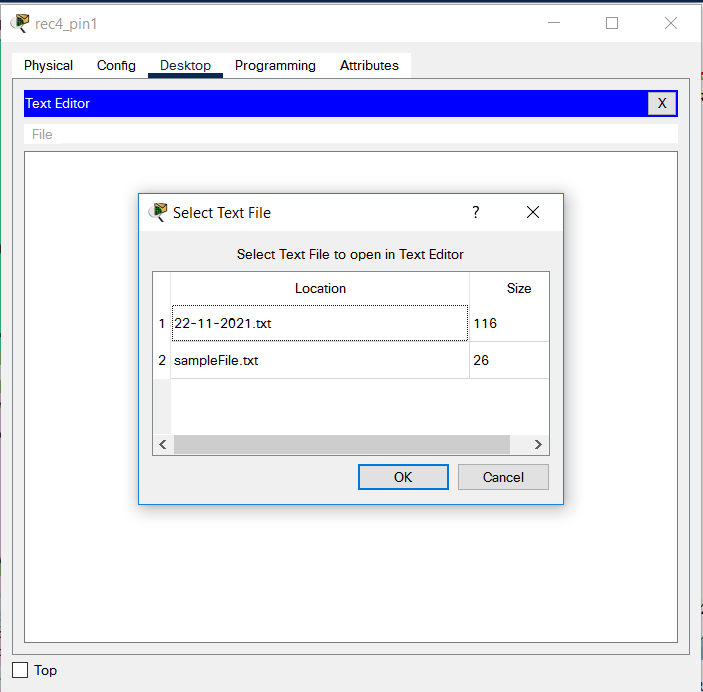 rec4_pin1
Physical Config Desktop Programming Attributes
Text Editor X
File
Select Text File ?
Select Text File to open in Text Editor
Location Size
1 22-11-2021.txt 116
2 sampleFile.txt 26
OK Cancel
Top